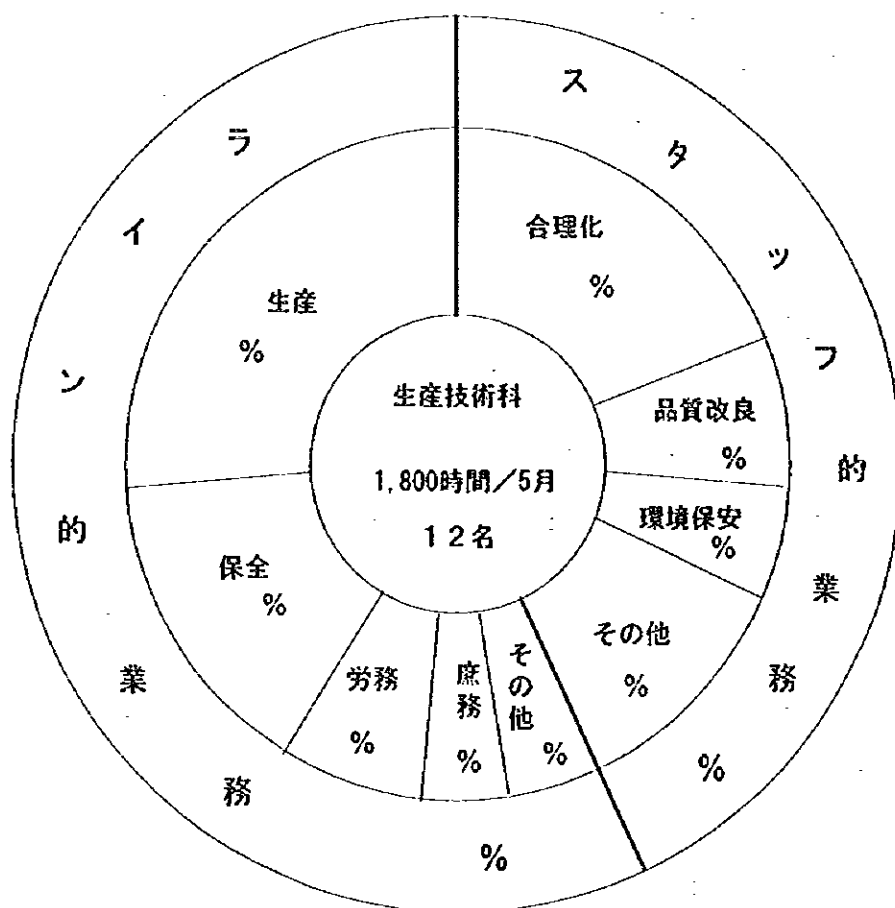 スタッフ的業務
%
ライン的業務
%
合理化
%
品質改良
%
環境保安
%
その他
%
その他
%
庶務
%
労務
%
保全
%
生産
%
生産技術科
1,800時間／5月
12名